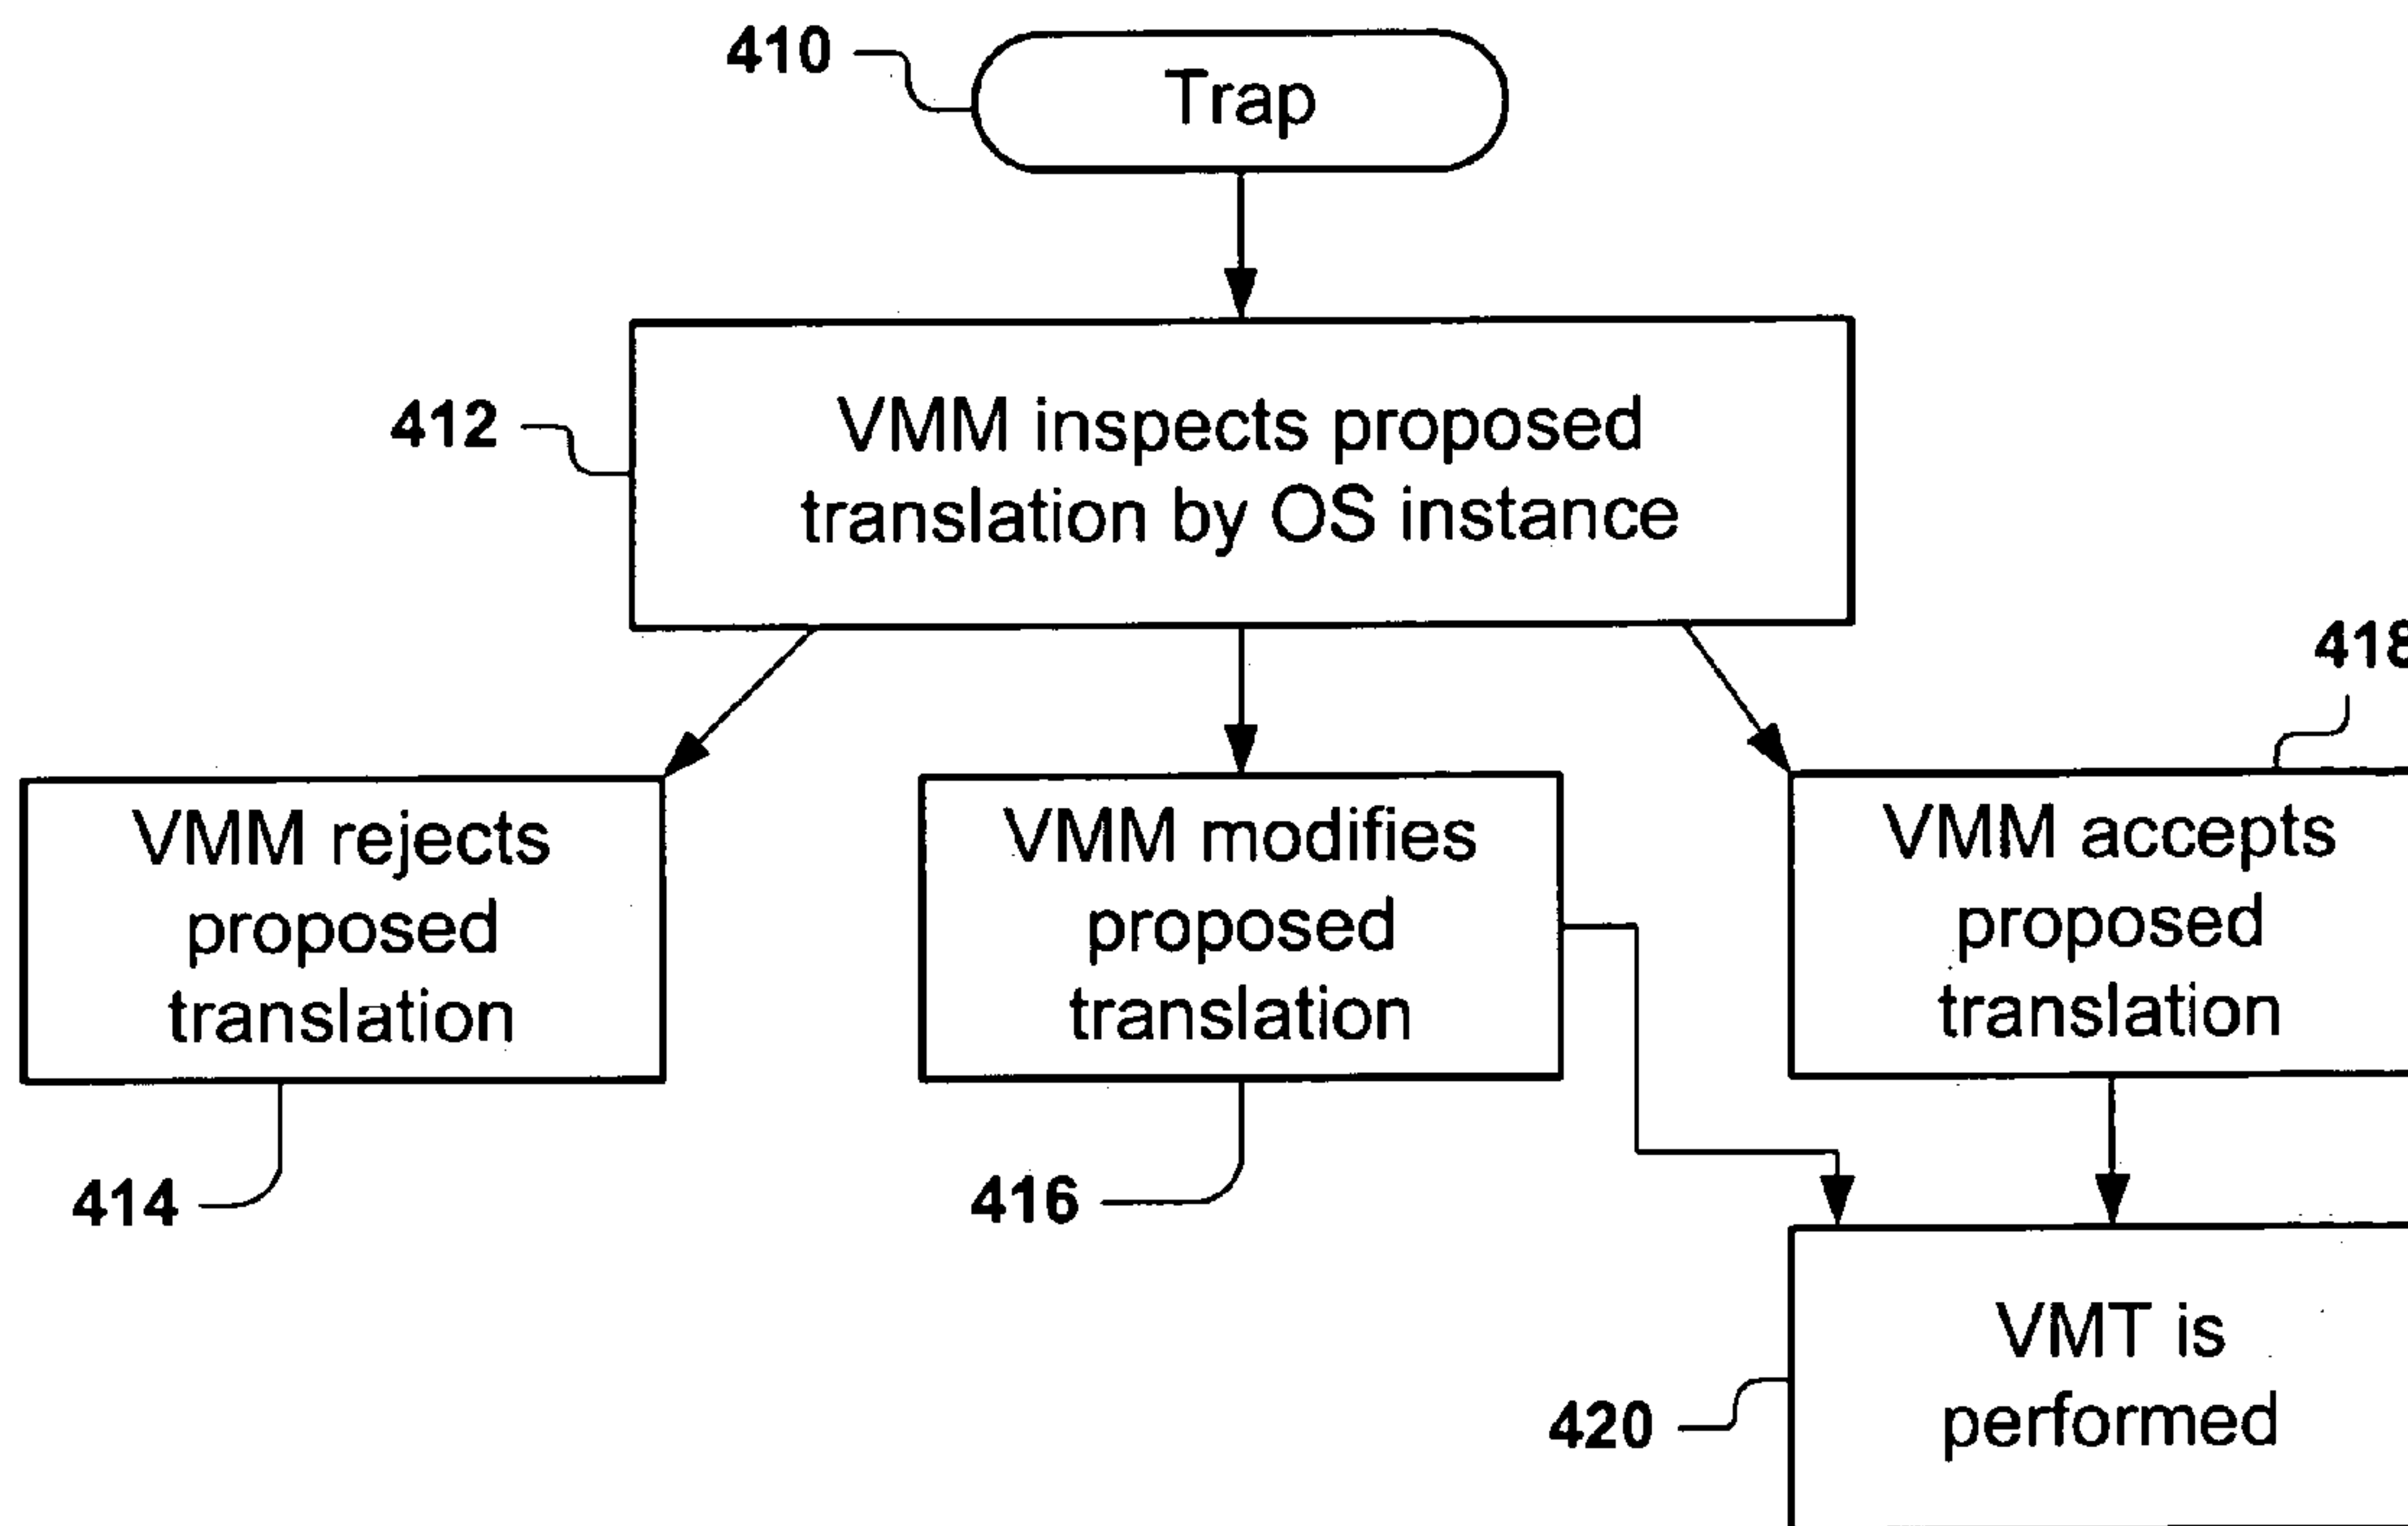 410
Trap
412
VMM inspects proposed
translation by OS instance
418
VMM rejects
proposed
translation
VMM modifies
proposed
translation
VMM accepts
proposed
translation
414
416
VMT is
performed
420